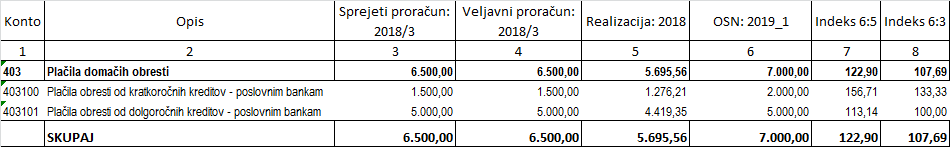 Konto Opis Sprejeti proračun: 2018/3 Veljavni proračun: 2018/3 Realizacija: 2018 OSN: 2019_1 Indeks 6:5 Indeks 6:3
1 2 3 4 5 6 7 8
403 Plačila domačih obresti 6.500,00 6.500,00 5.695,56 7.000,00 122,90 107,69
403100 Plačila obresti od kratkoročnih kreditov - poslovnim bankam 1.500,00 1.500,00 1.276,21 2.000,00 156,71 133,33
403101 Plačila obresti od dolgoročnih kreditov - poslovnim bankam 5.000,00 5.000,00 4.419,35 5.000,00 113,14 100,00
SKUPAJ 6.500,00 6.500,00 5.695,56 7.000,00 122,90 107,69